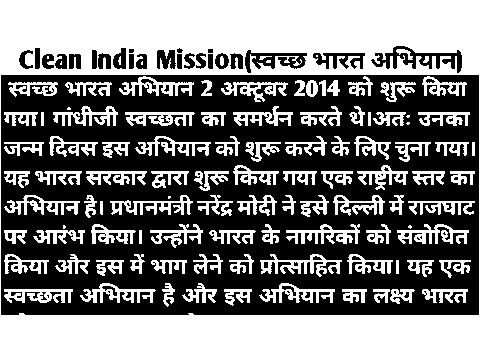 Clean India Mission(स्वच्छ भारत अभियान)
स्वच्छ भारत अभियान 2 अक्टूबर 2014 को शुरू किया
गया। गांधीजी स्वच्छता का समर्थन करते थे।अतः उनका
जन्म दिवस इस अभियान को शुरू करने के लिए चुना गया।
यह भारत सरकार द्वारा शुरू किया गया एक राष्ट्रीय स्तर का
अभियान है। प्रधानमंत्री नरेंद्र मोदी ने इसे दिल्ली में राजघाट
पर आरंभ किया। उन्होंने भारत के नागरिकों को संबोधित
किया और इस में भाग लेने को प्रोत्साहित किया। यह एक
स्वच्छता अभियान है और इस अभियान का लक्ष्य भारत